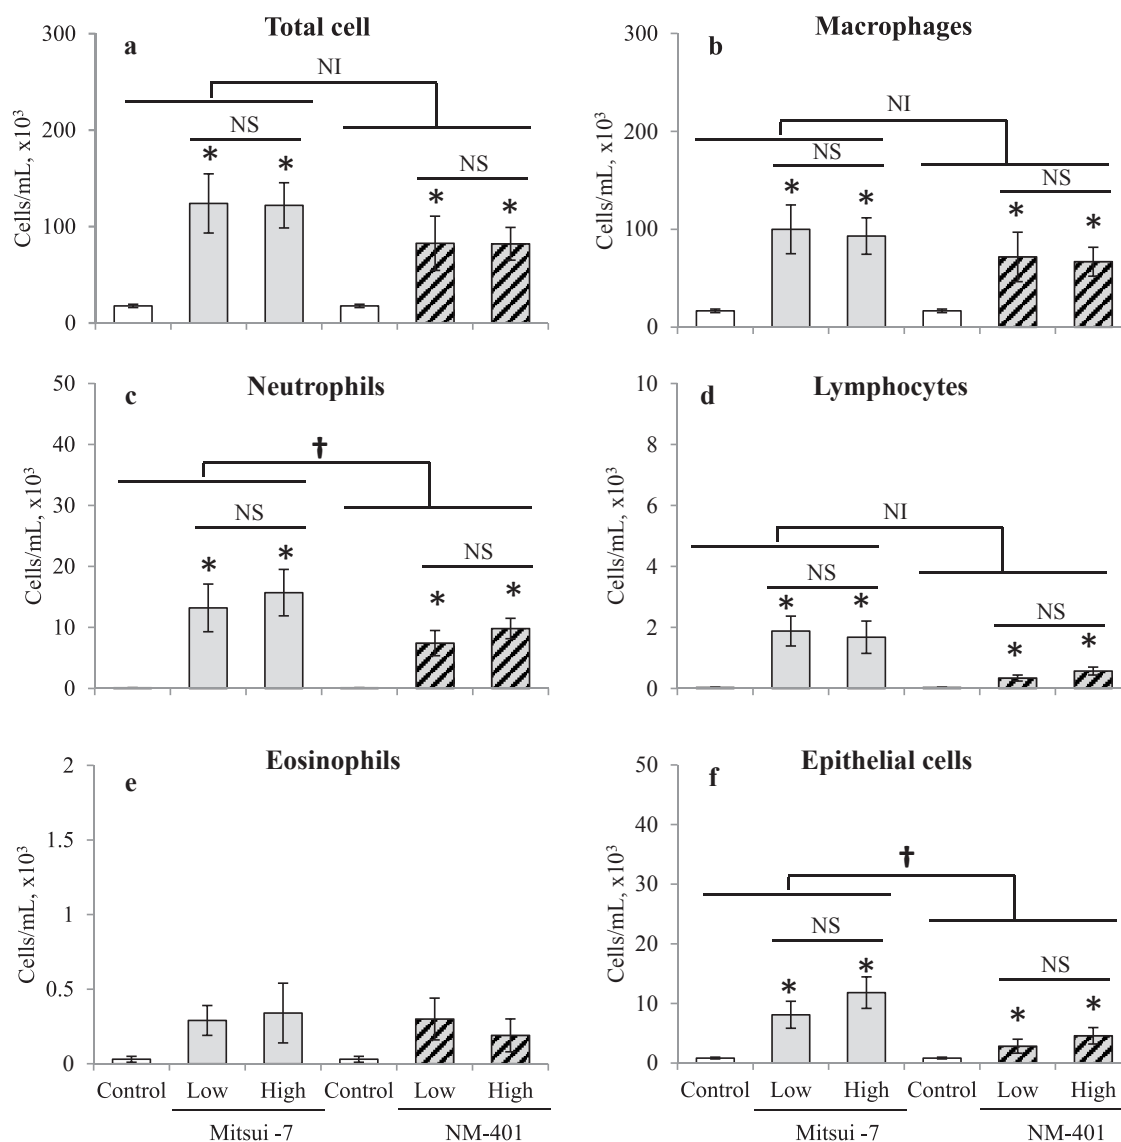 Total cell
a
300
200
100
0
Cells/mL, x10³
NI
NS
*
*
NS
*
*
Macrophages
b
300
200
100
0
Cells/mL, x10³
NI
NS
*
*
NS
*
*
Neutrophils
c
50
40
30
20
10
0
Cells/mL, x10³
†
NS
*
*
NS
*
*
Lymphocytes
d
10
8
6
4
2
0
Cells/mL, x10³
NI
NS
*
*
NS
*
*
Eosinophils
e
2
1.5
1
0.5
0
Cells/mL, x10³
Control Low High Control Low High
Mitsui -7 NM-401
Epithelial cells
f
50
40
30
20
10
0
Cells/mL, x10³
†
NS
*
*
NS
*
*
Control Low High Control Low High
Mitsui -7 NM-401